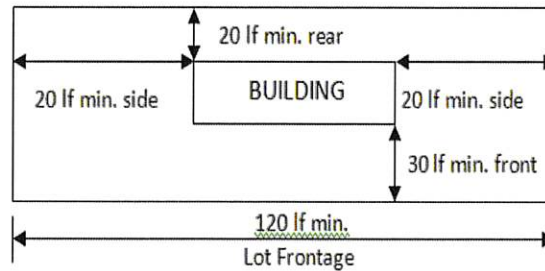 20 lf min. rear
20 lf min. side
BUILDING
20 lf min. side
30 lf min. front
120 lf min.
Lot Frontage